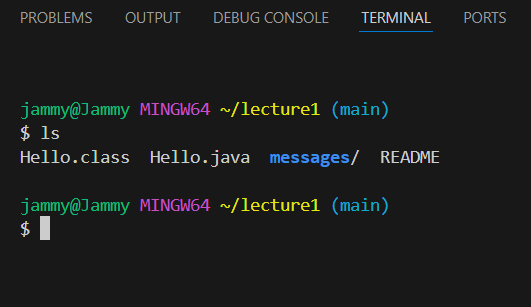 PROBLEMS OUTPUT DEBUG CONSOLE TERMINAL PORTS
jammy@Jammy MINGW64 ~/lecture1 (main)
$ ls
Hello.class  Hello.java  messages/  README
jammy@Jammy MINGW64 ~/lecture1 (main)
$